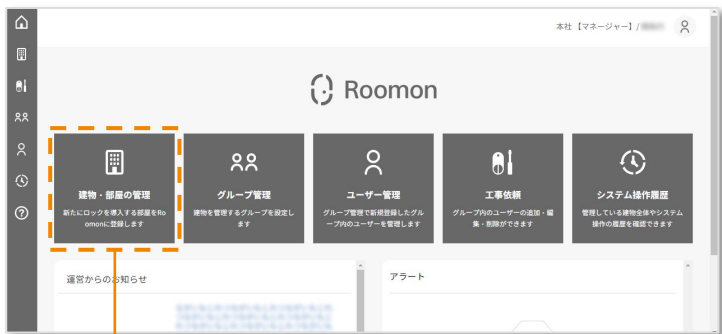 本社【マネージャー】/
Roomon
建物・部屋の管理
新たにロックを導入する部屋をRo
omonに登録します
グループ管理
建物を管理するグループを設定し
ます
ユーザー管理
グループ管理で新規登録したグル
ープ内のユーザーを管理します
工事依頼
グループ内のユーザーの追加・編
集・削除ができます
システム操作履歴
管理している建物全体やシステム
操作の履歴を確認できます
運営からのお知らせ
アラート